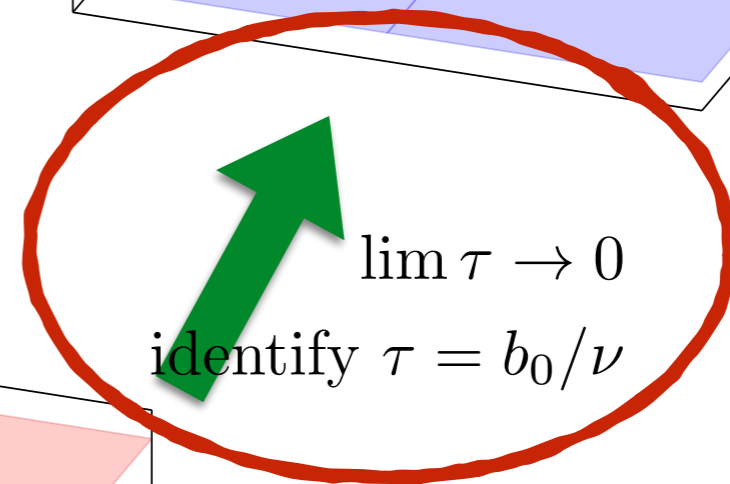 lim τ → 0
identify τ = b₀/ν